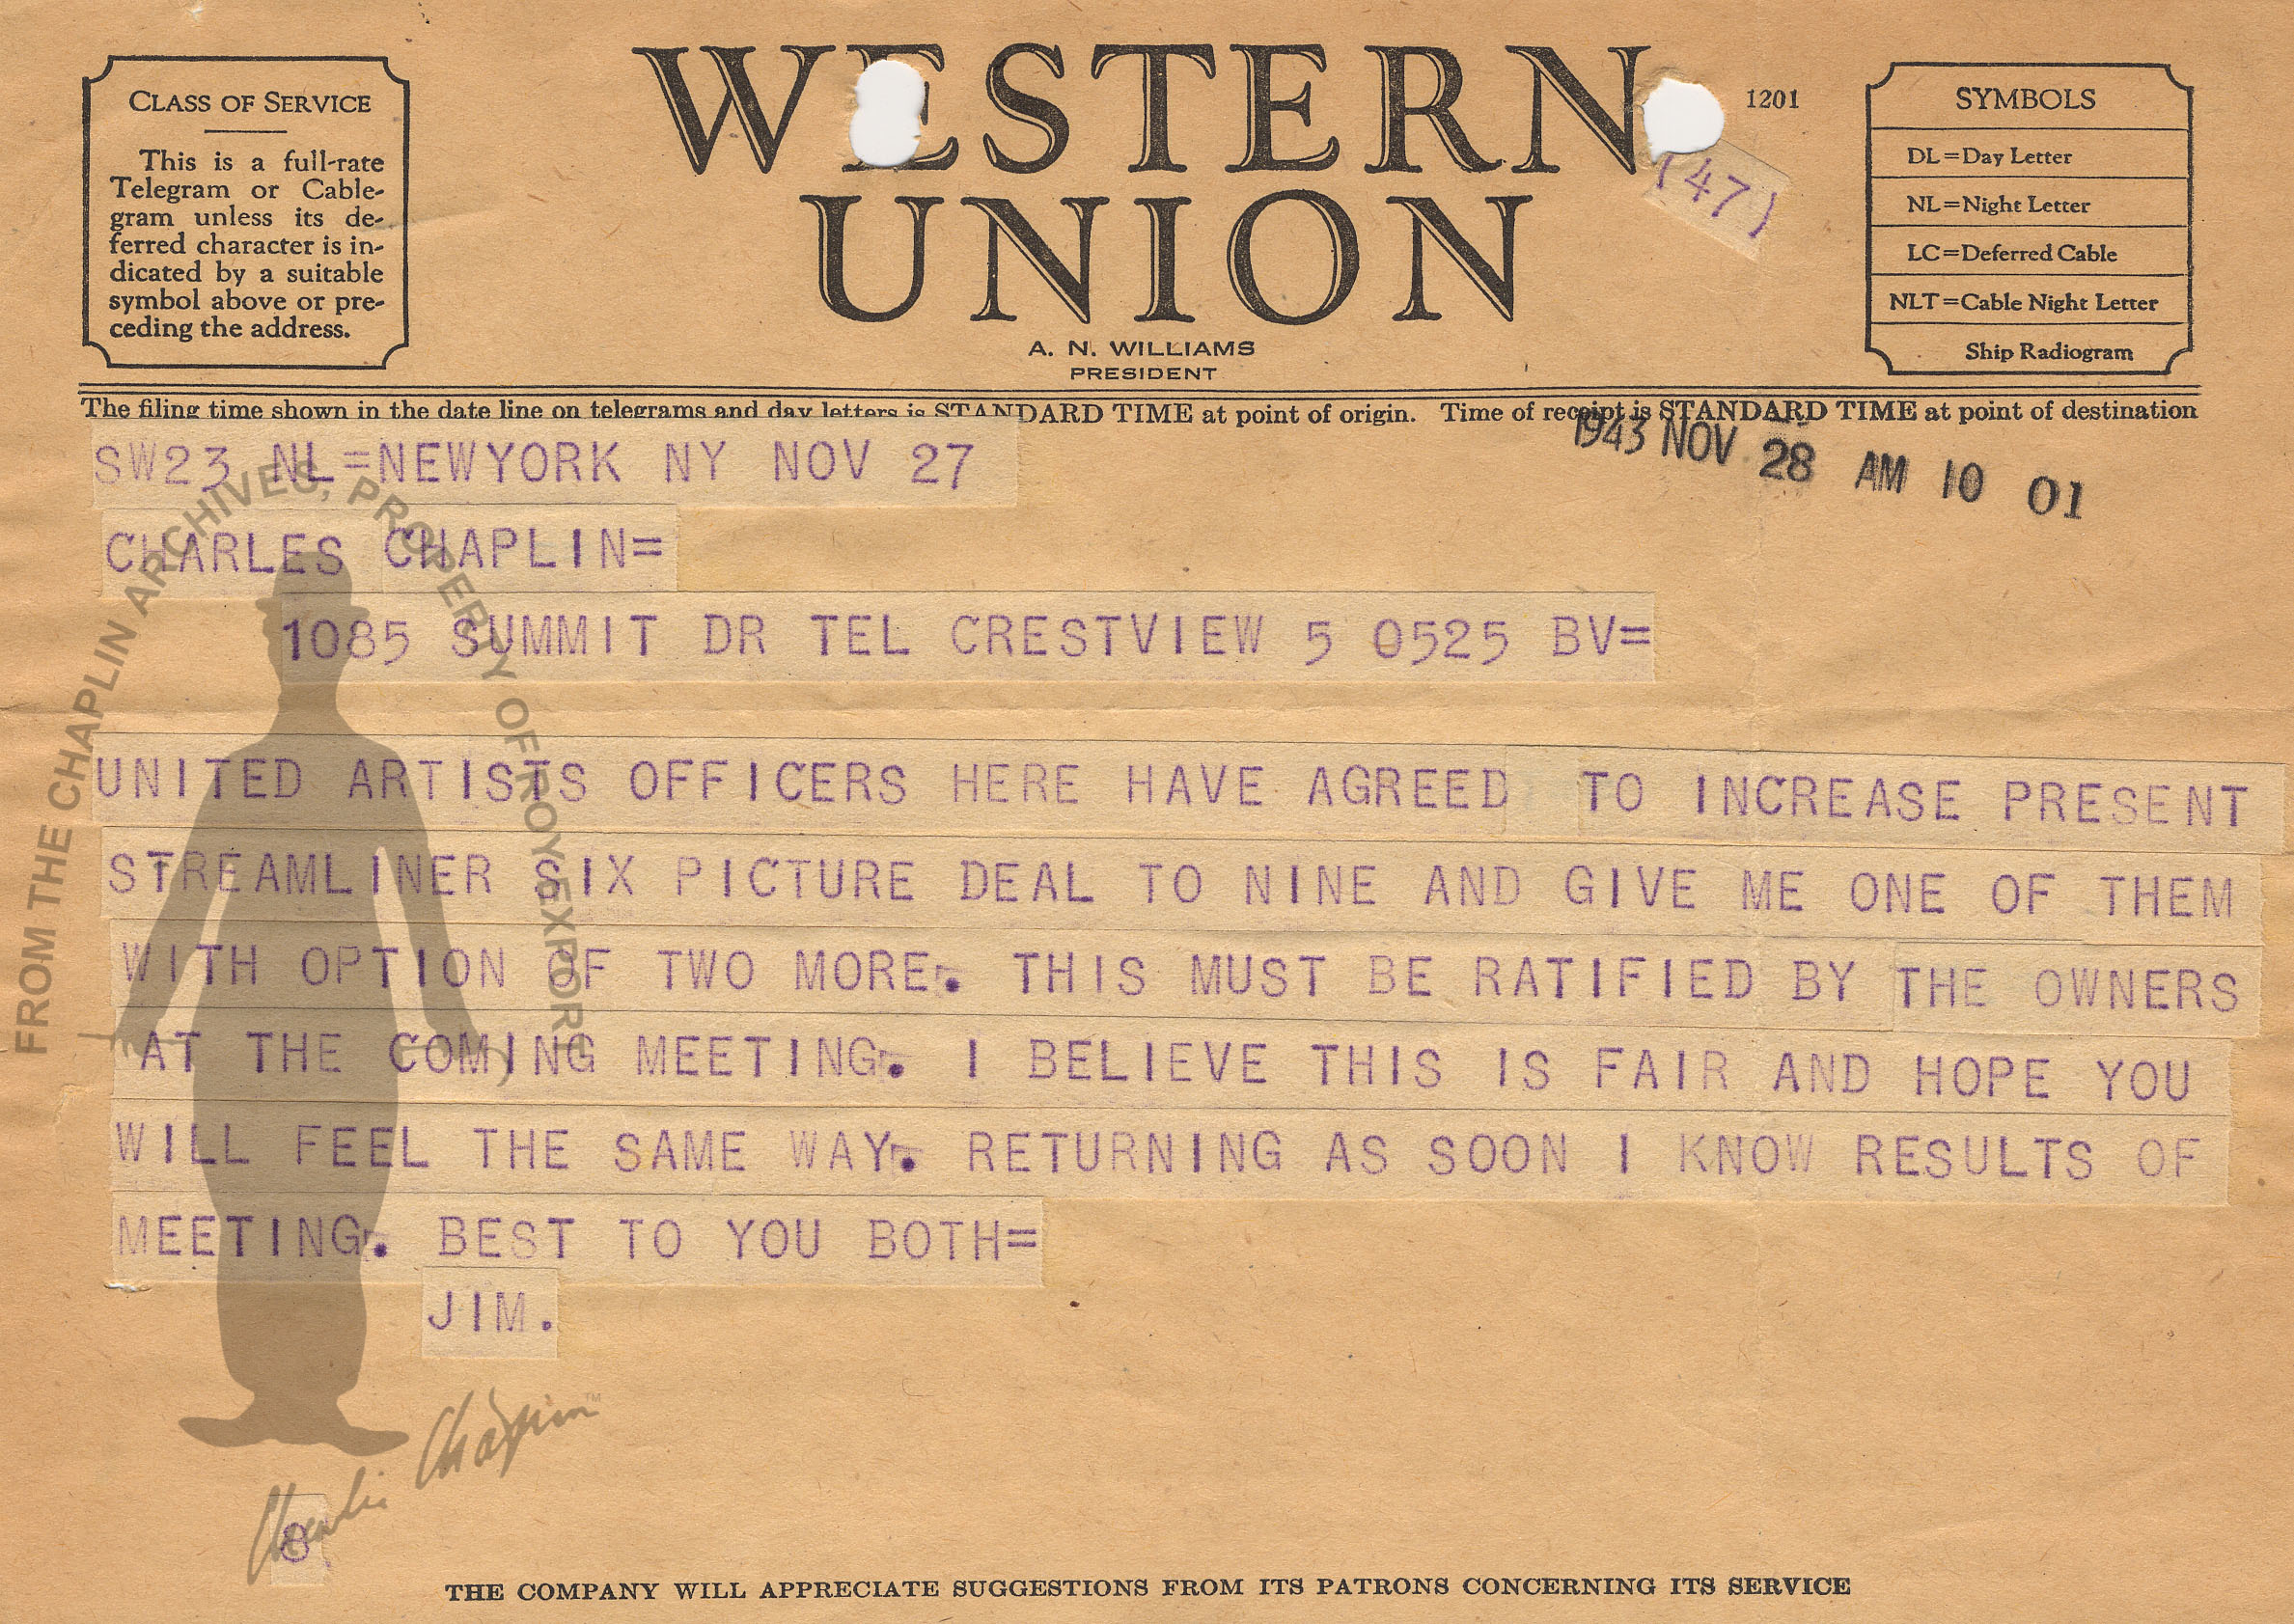 WESTERN
UNION
1201
(47)
A. N. WILLIAMS
PRESIDENT
CLASS OF SERVICE
This is a full-rate
Telegram or Cable-
gram unless its de-
ferred character is in-
dicated by a suitable
symbol above or pre-
ceding the address.
SYMBOLS
DL=Day Letter
NL=Night Letter
LC=Deferred Cable
NLT=Cable Night Letter
Ship Radiogram
The filing time shown in the date line on telegrams and day letters is STANDARD TIME at point of origin. Time of receipt is STANDARD TIME at point of destination
1943 NOV 28 AM 10 01
SW23 NL=NEWYORK NY NOV 27
CHARLES CHAPLIN=
1085 SUMMIT DR TEL CRESTVIEW 5 0525 BV=
UNITED ARTISTS OFFICERS HERE HAVE AGREED TO INCREASE PRESENT
STREAMLINER SIX PICTURE DEAL TO NINE AND GIVE ME ONE OF THEM
WITH OPTION OF TWO MORE. THIS MUST BE RATIFIED BY THE OWNERS
AT THE COMING MEETING. I BELIEVE THIS IS FAIR AND HOPE YOU
WILL FEEL THE SAME WAY. RETURNING AS SOON I KNOW RESULTS OF
MEETING. BEST TO YOU BOTH=
JIM.
8
FROM THE CHAPLIN ARCHIVES, PROPERTY OF ROY EXPORT
Charlie Chaplin™
THE COMPANY WILL APPRECIATE SUGGESTIONS FROM ITS PATRONS CONCERNING ITS SERVICE